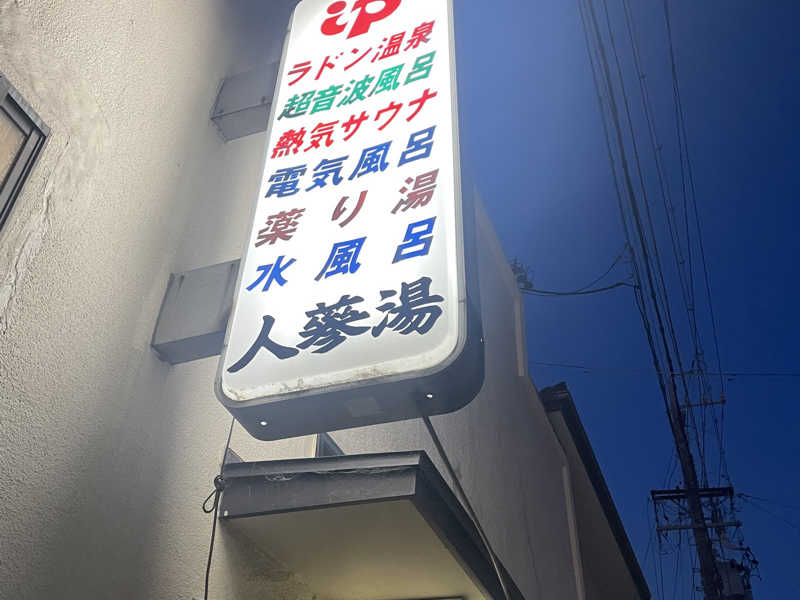 ゆ
ラドン温泉
超音波風呂
熱気サウナ
電気風呂
薬り湯
水風呂
人蔘湯